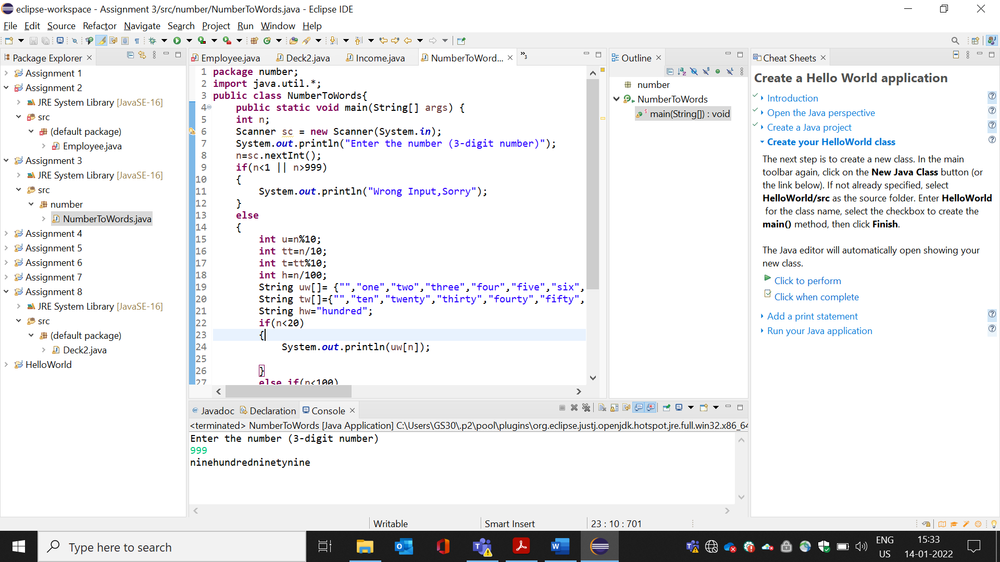 eclipse-workspace - Assignment 3/src/number/NumberToWords.java - Eclipse IDE
File Edit Source Refactor Navigate Search Project Run Window Help
Package Explorer
Assignment 1
Assignment 2
JRE System Library [JavaSE-16]
src
(default package)
Employee.java
Assignment 3
JRE System Library [JavaSE-16]
src
number
NumberToWords.java
Assignment 4
Assignment 5
Assignment 6
Assignment 7
Assignment 8
JRE System Library [JavaSE-16]
src
(default package)
Deck2.java
HelloWorld
Employee.java Deck2.java Income.java NumberToWord... »3
1 package number;
2 import java.util.*;
3 public class NumberToWords{
4 public static void main(String[] args) {
5 int n;
6 Scanner sc = new Scanner(System.in);
7 System.out.println("Enter the number (3-digit number)");
8 n=sc.nextInt();
9 if(n<1 || n>999)
10 {
11 System.out.println("Wrong Input,Sorry");
12 }
13 else
14 {
15 int u=n%10;
16 int tt=n/10;
17 int t=tt%10;
18 int h=n/100;
19 String uw[]= {"","one","two","three","four","five","six",
20 String tw[]={"","ten","twenty","thirty","fourty","fifty",
21 String hw="hundred";
22 if(n<20)
23 {
24 System.out.println(uw[n]);
25
26 }
27 else if(n<100)
Outline
number
NumberToWords
main(String[]) : void
Cheat Sheets
Create a Hello World application
Introduction
Open the Java perspective
Create a Java project
Create your HelloWorld class
The next step is to create a new class. In the main
toolbar again, click on the New Java Class button (or
the link below). If not already specified, select
HelloWorld/src as the source folder. Enter HelloWorld
for the class name, select the checkbox to create the
main() method, then click Finish.
The Java editor will automatically open showing your
new class.
Click to perform
Click when complete
Add a print statement
Run your Java application
@ Javadoc Declaration Console
<terminated> NumberToWords [Java Application] C:\Users\GS30\.p2\pool\plugins\org.eclipse.justj.openjdk.hotspot.jre.full.win32.x86_64
Enter the number (3-digit number)
999
ninehundredninetynine
Writable Smart Insert 23 : 10 : 701
Type here to search
ENG
US
15:33
14-01-2022